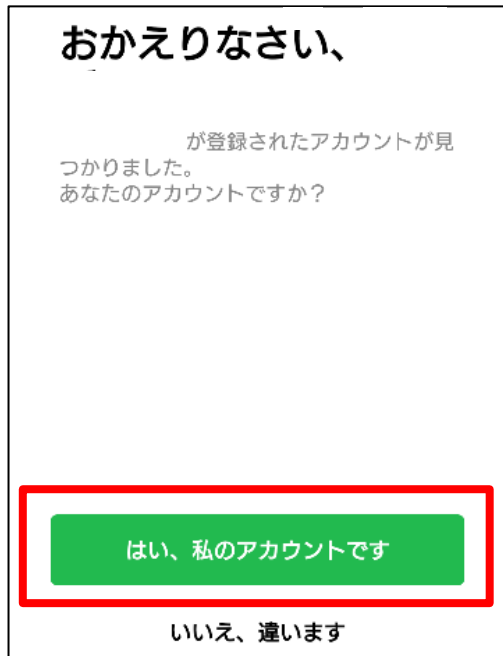 おかえりなさい、
が登録されたアカウントが見
つかりました。
あなたのアカウントですか？
はい、私のアカウントです
いいえ、違います